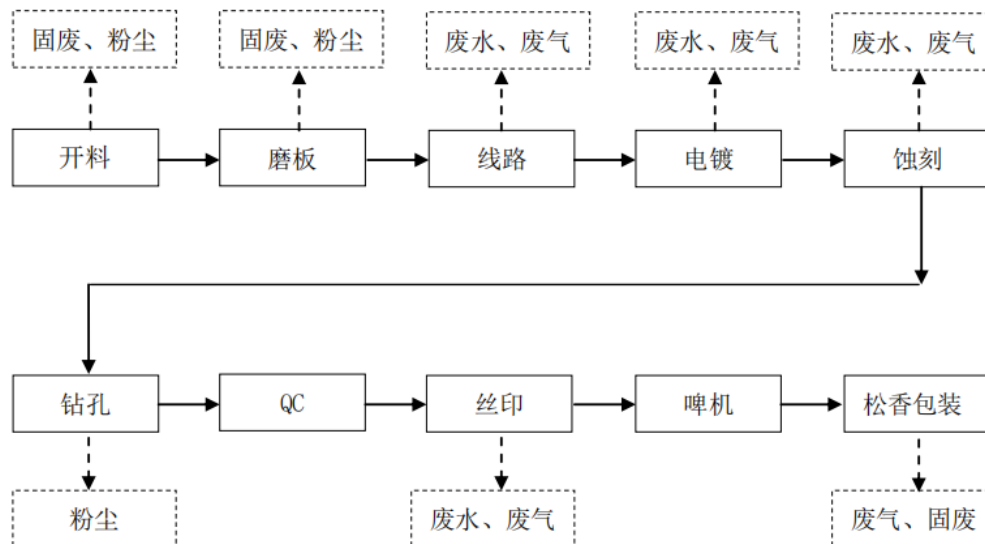 固废、粉尘
固废、粉尘
废水、废气
废水、废气
废水、废气
开料
磨板
线路
电镀
蚀刻
钻孔
QC
丝印
啤机
松香包装
粉尘
废水、废气
废气、固废